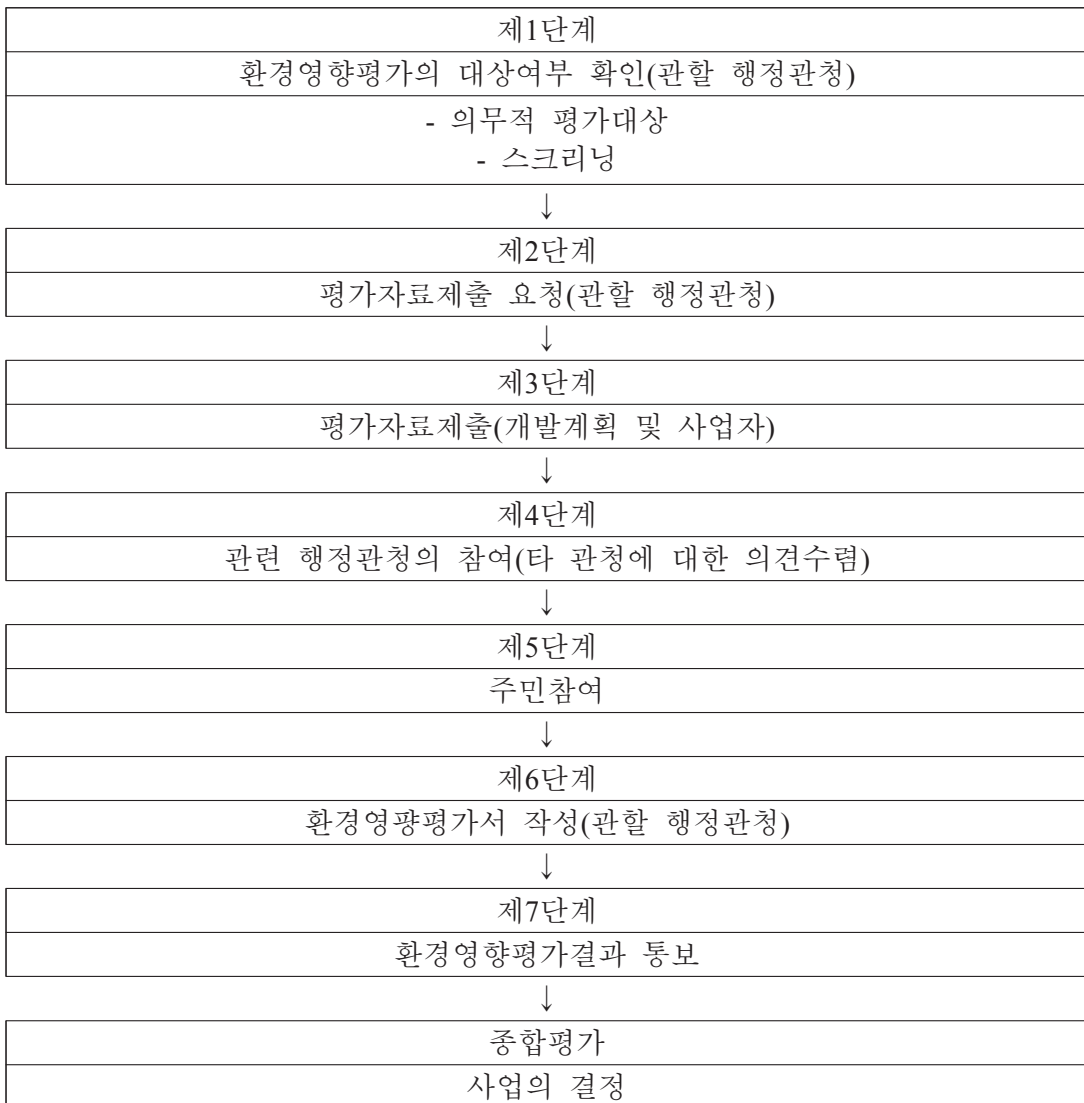 제1단계
환경영향평가의 대상여부 확인(관할 행정관청)
- 의무적 평가대상
- 스크리닝
↓
제2단계
평가자료제출 요청(관할 행정관청)
↓
제3단계
평가자료제출(개발계획 및 사업자)
↓
제4단계
관련 행정관청의 참여(타 관청에 대한 의견수렴)
↓
제5단계
주민참여
↓
제6단계
환경영퍙평가서 작성(관할 행정관청)
↓
제7단계
환경영향평가결과 통보
↓
종합평가
사업의 결정